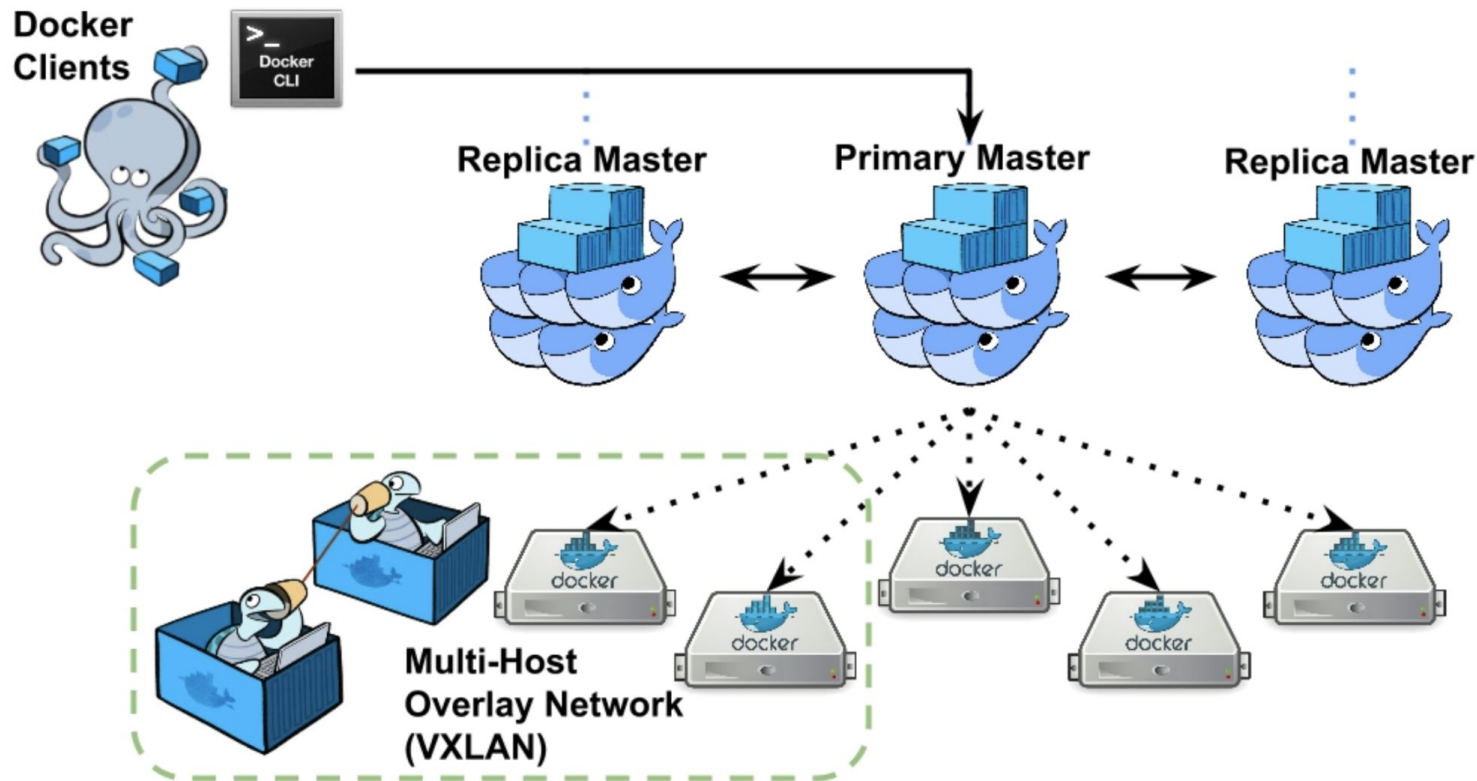 Docker
Clients
>_
Docker
CLI
Replica Master
Primary Master
Replica Master
docker
docker
docker
docker
docker
Multi-Host
Overlay Network
(VXLAN)